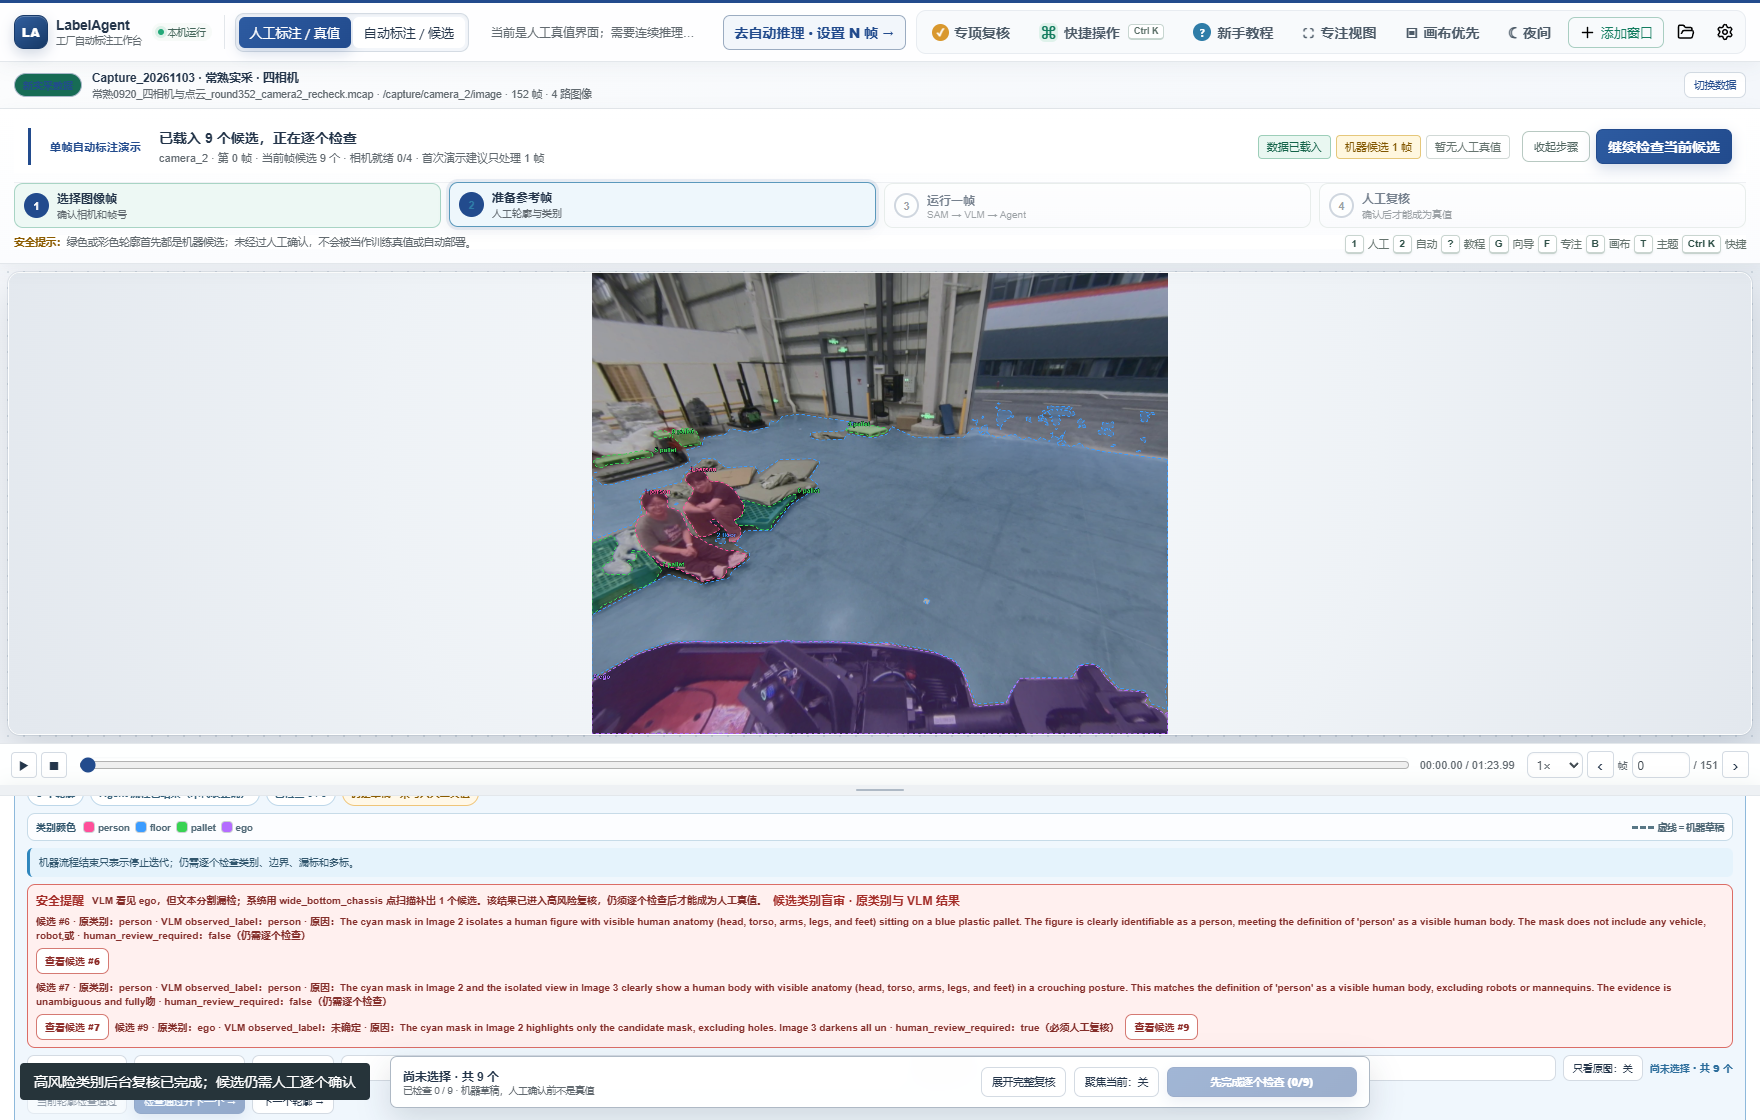 LA
LabelAgent
工厂自动标注工作台
本机运行
人工标注 / 真值
自动标注 / 候选
当前是人工真值界面；需要连续推理...
去自动推理 · 设置 N 帧 →
专项复核
快捷操作 Ctrl K
? 新手教程
专注视图
画布优先
夜间
添加窗口
Capture_20261103 · 常熟实采 · 四相机
常熟0920_四相机与点云_round352_camera2_recheck.mcap · /capture/camera_2/image · 152 帧 · 4 路图像
切换数据
单帧自动标注演示
已载入 9 个候选，正在逐个检查
camera_2 · 第 0 帧 · 当前帧候选 9 个 · 相机就绪 0/4 · 首次演示建议只处理 1 帧
数据已载入
机器候选 1 帧
暂无人工真值
收起步骤
继续检查当前候选
1 选择图像帧
确认相机和帧号
2 准备参考帧
人工轮廓与类别
3 运行一帧
SAM → VLM → Agent
4 人工复核
确认后才能成为真值
安全提示：绿色或彩色轮廓首先都是机器候选；未经过人工确认，不会被当作训练真值或自动部署。
1 人工 2 自动 ? 教程 G 向导 F 专注 B 画布 T 主题 Ctrl K 快捷
00:00.00 / 01:23.99
1×
帧 0 / 151
类别颜色 person floor pallet ego
虚线 = 机器草稿
机器流程结束只表示停止迭代；仍需逐个检查类别、边界、漏标和多标。
安全提醒 VLM 看见 ego，但文本分割漏检；系统用 wide_bottom_chassis 点扫描补出 1 个候选。该结果已进入高风险复核，仍须逐个检查后才能成为人工真值。 候选类别盲审 · 原类别与 VLM 结果
候选 #6 · 原类别：person · VLM observed_label：person · 原因：The cyan mask in Image 2 isolates a human figure with visible human anatomy (head, torso, arms, legs, and feet) sitting on a blue plastic pallet. The figure is clearly identifiable as a person, meeting the definition of 'person' as a visible human body. The mask does not include any vehicle,
robot,或 · human_review_required：false（仍需逐个检查）
查看候选 #6
候选 #7 · 原类别：person · VLM observed_label：person · 原因：The cyan mask in Image 2 and the isolated view in Image 3 clearly show a human body with visible anatomy (head, torso, arms, legs, and feet) in a crouching posture. This matches the definition of 'person' as a visible human body, excluding robots or mannequins. The evidence is
unambiguous and fully吻 · human_review_required：false（仍需逐个检查）
查看候选 #7
候选 #9 · 原类别：ego · VLM observed_label：未确定 · 原因：The cyan mask in Image 2 highlights only the candidate mask, excluding holes. Image 3 darkens all un · human_review_required：true（必须人工复核）
查看候选 #9
只看原图：关
尚未选择 · 共 9 个
高风险类别后台复核已完成；候选仍需人工逐个确认
尚未选择 · 共 9 个
已检查 0 / 9 · 机器草稿，人工确认前不是真值
展开完整复核
聚焦当前：关
先完成逐个检查 (0/9)